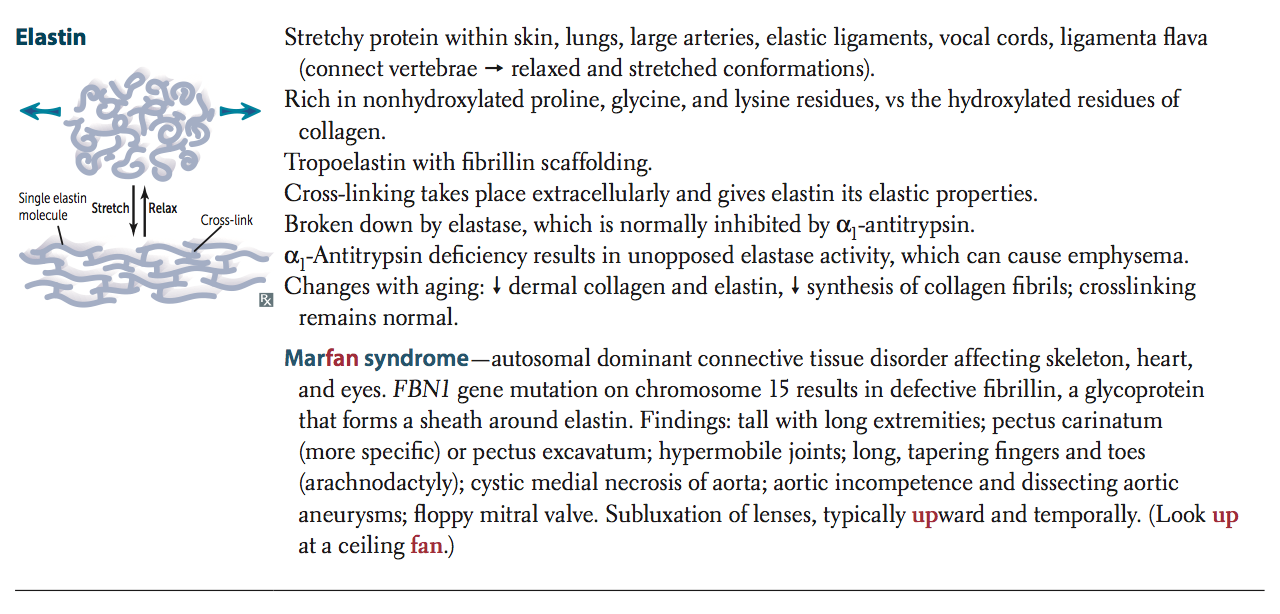 Elastin
Single elastin
molecule
Stretch
Relax
Cross-link
Rx
Stretchy protein within skin, lungs, large arteries, elastic ligaments, vocal cords, ligamenta flava
(connect vertebrae → relaxed and stretched conformations).
Rich in nonhydroxylated proline, glycine, and lysine residues, vs the hydroxylated residues of
collagen.
Tropoelastin with fibrillin scaffolding.
Cross-linking takes place extracellularly and gives elastin its elastic properties.
Broken down by elastase, which is normally inhibited by α₁-antitrypsin.
α₁-Antitrypsin deficiency results in unopposed elastase activity, which can cause emphysema.
Changes with aging: ↓ dermal collagen and elastin, ↓ synthesis of collagen fibrils; crosslinking
remains normal.
Marfan syndrome—autosomal dominant connective tissue disorder affecting skeleton, heart,
and eyes. FBN1 gene mutation on chromosome 15 results in defective fibrillin, a glycoprotein
that forms a sheath around elastin. Findings: tall with long extremities; pectus carinatum
(more specific) or pectus excavatum; hypermobile joints; long, tapering fingers and toes
(arachnodactyly); cystic medial necrosis of aorta; aortic incompetence and dissecting aortic
aneurysms; floppy mitral valve. Subluxation of lenses, typically upward and temporally. (Look up
at a ceiling fan.)